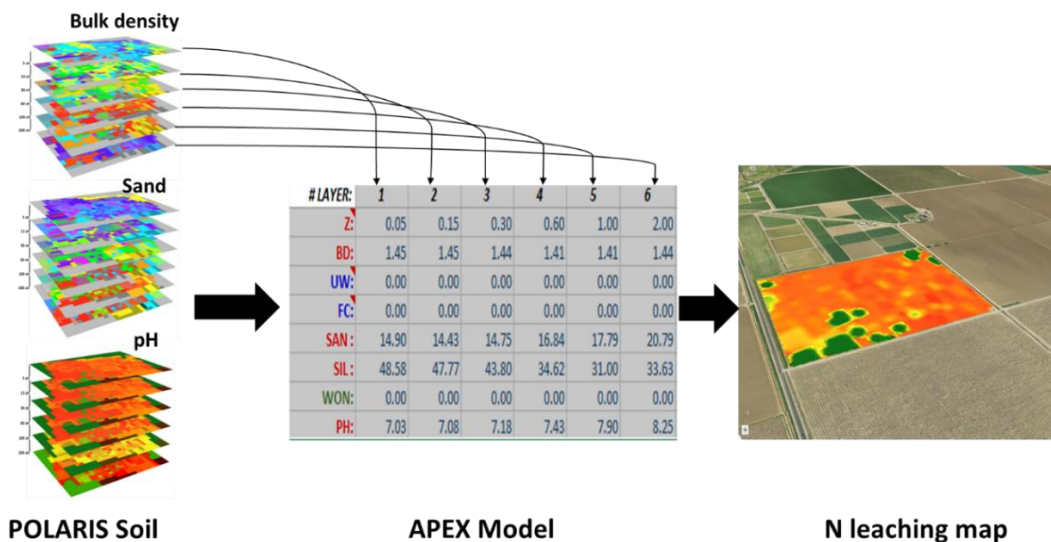 Bulk density
Sand
pH
# LAYER: 1 2 3 4 5 6
Z: 0.05 0.15 0.30 0.60 1.00 2.00
BD: 1.45 1.45 1.44 1.41 1.41 1.44
UW: 0.00 0.00 0.00 0.00 0.00 0.00
FC: 0.00 0.00 0.00 0.00 0.00 0.00
SAN : 14.90 14.43 14.75 16.84 17.79 20.79
SIL : 48.58 47.77 43.80 34.62 31.00 33.63
WON: 0.00 0.00 0.00 0.00 0.00 0.00
PH: 7.03 7.08 7.18 7.43 7.90 8.25
POLARIS Soil
APEX Model
N leaching map